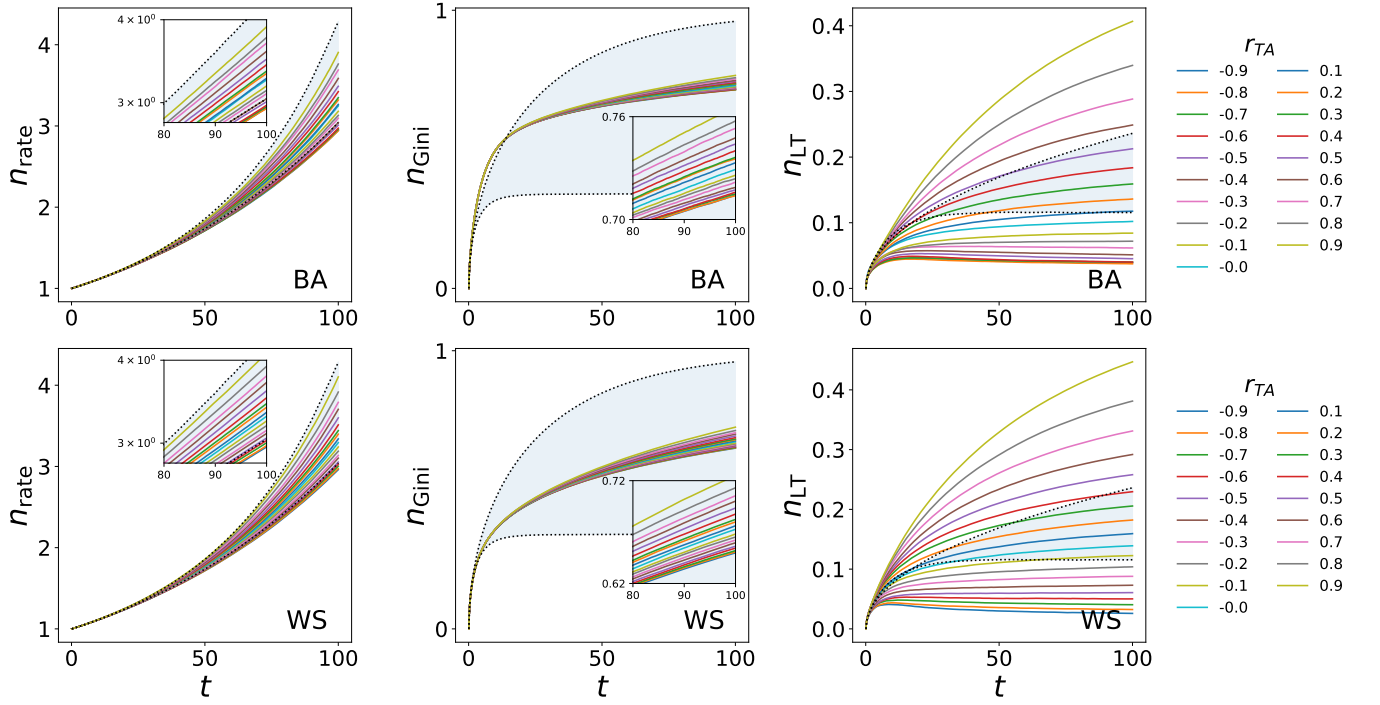 4 × 10⁰
3 × 10⁰
80 90 100
4
3
2
1
n_rate
0 50 100
BA
1
0
n_Gini
0.76
0.70
80 90 100
0 50 100
BA
0.4
0.3
0.2
0.1
0.0
n_LT
0 50 100
BA
r_TA
-0.9 0.1
-0.8 0.2
-0.7 0.3
-0.6 0.4
-0.5 0.5
-0.4 0.6
-0.3 0.7
-0.2 0.8
-0.1 0.9
-0.0
4 × 10⁰
3 × 10⁰
80 90 100
4
3
2
1
n_rate
0 50 100
t
WS
1
0
n_Gini
0.72
0.62
80 90 100
0 50 100
t
WS
0.4
0.3
0.2
0.1
0.0
n_LT
0 50 100
t
WS
r_TA
-0.9 0.1
-0.8 0.2
-0.7 0.3
-0.6 0.4
-0.5 0.5
-0.4 0.6
-0.3 0.7
-0.2 0.8
-0.1 0.9
-0.0